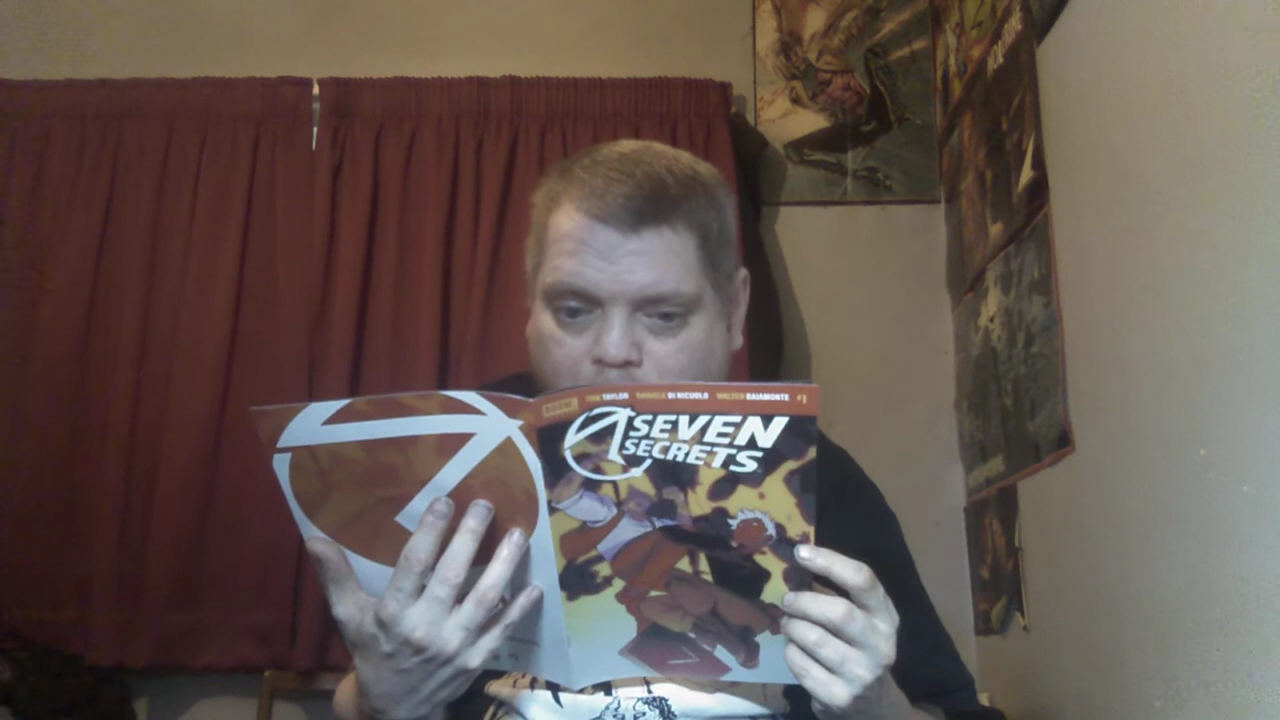 BOOM! TOM TAYLOR DANIELE DI NICUOLO WALTER BAIAMONTE #1
SEVEN
SECRETS